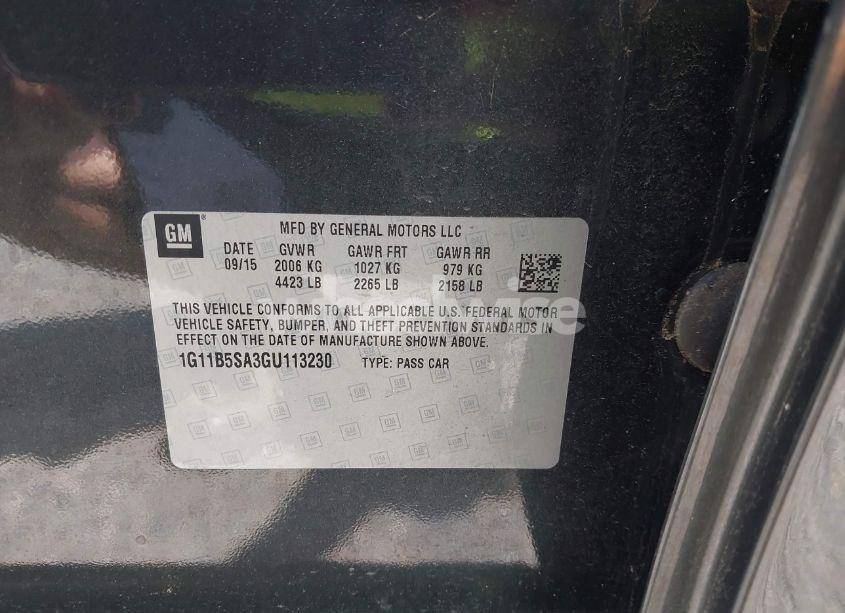 GM
MFD BY GENERAL MOTORS LLC
DATE GVWR GAWR FRT GAWR RR
09/15 2006 KG 1027 KG 979 KG
4423 LB 2265 LB 2158 LB
THIS VEHICLE CONFORMS TO ALL APPLICABLE U.S. FEDERAL MOTOR
VEHICLE SAFETY, BUMPER, AND THEFT PREVENTION STANDARDS IN
EFFECT ON THE DATE OF MANUFACTURE SHOWN ABOVE.
1G11B5SA3GU113230 TYPE: PASS CAR